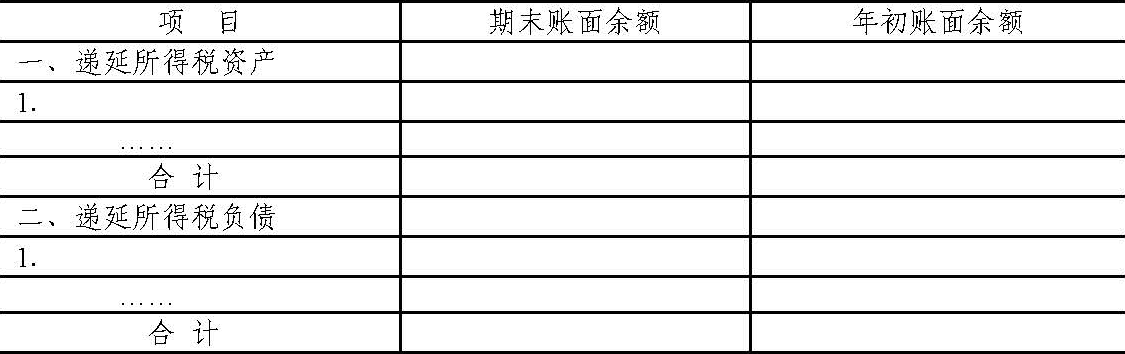 项 目 期末账面余额 年初账面余额
一、递延所得税资产
1.
……
合 计
二、递延所得税负债
1.
……
合 计